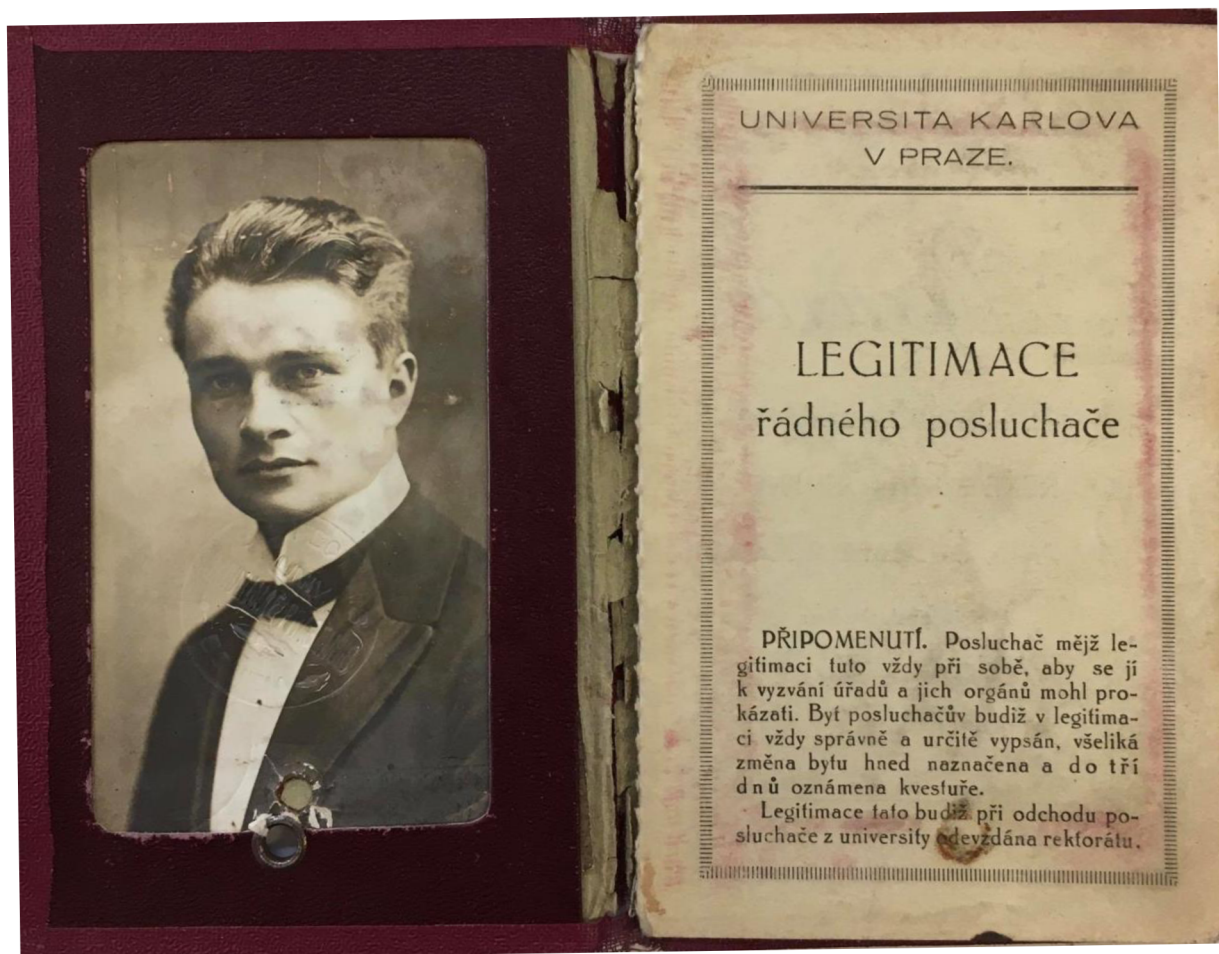 UNIVERSITA KARLOVA
V PRAZE.
LEGITIMACE
řádného posluchače
PŘIPOMENUTÍ. Posluchač mějž le-
gitimaci tuto vždy při sobě, aby se jí
k vyzvání úřadů a jich orgánů mohl pro-
kázati. Byt posluchačův budiž v legitima-
ci vždy správně a určitě vypsán, všeliká
změna bytu hned naznačena a do tří
dnů oznámena kvestuře.
Legitimace tato budiž při odchodu po-
sluchače z university odevzdána rektorátu.